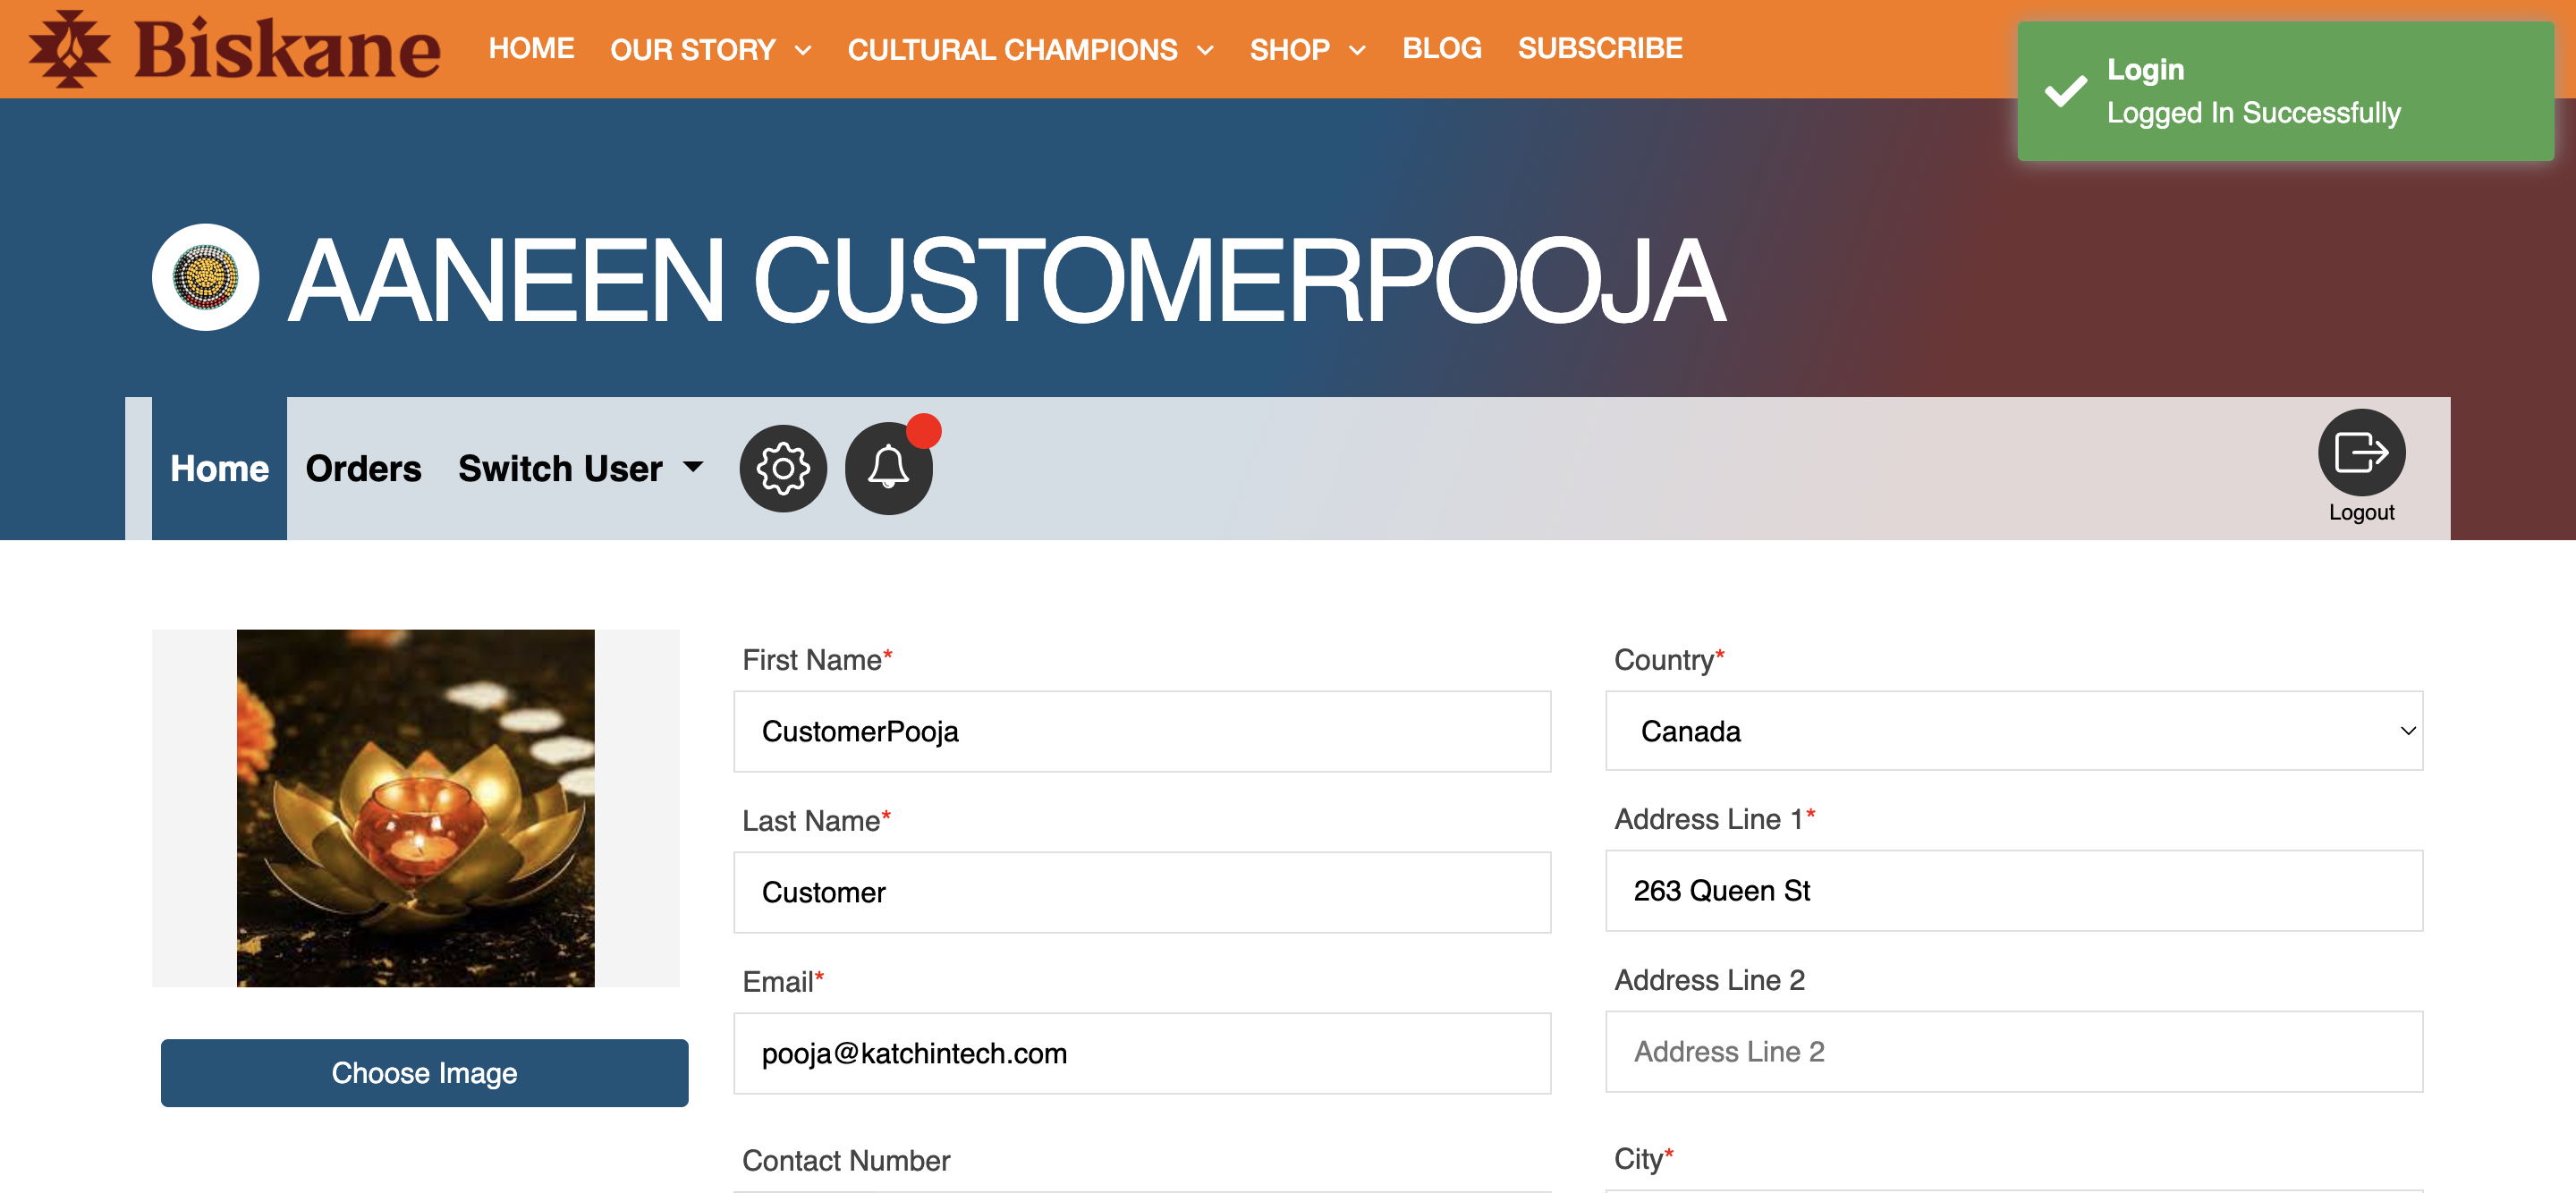 Biskane
HOME OUR STORY CULTURAL CHAMPIONS SHOP BLOG SUBSCRIBE
Login
Logged In Successfully
AANEEN CUSTOMERPOOJA
Home Orders Switch User
Logout
First Name*
CustomerPooja
Last Name*
Customer
Email*
pooja@katchintech.com
Contact Number
Country*
Canada
Address Line 1*
263 Queen St
Address Line 2
Address Line 2
City*
Choose Image